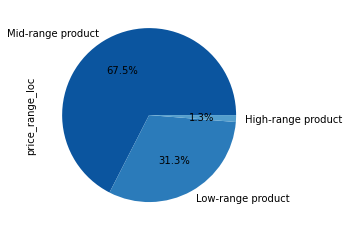 Mid-range product
67.5%
price_range_loc
1.3%
High-range product
31.3%
Low-range product